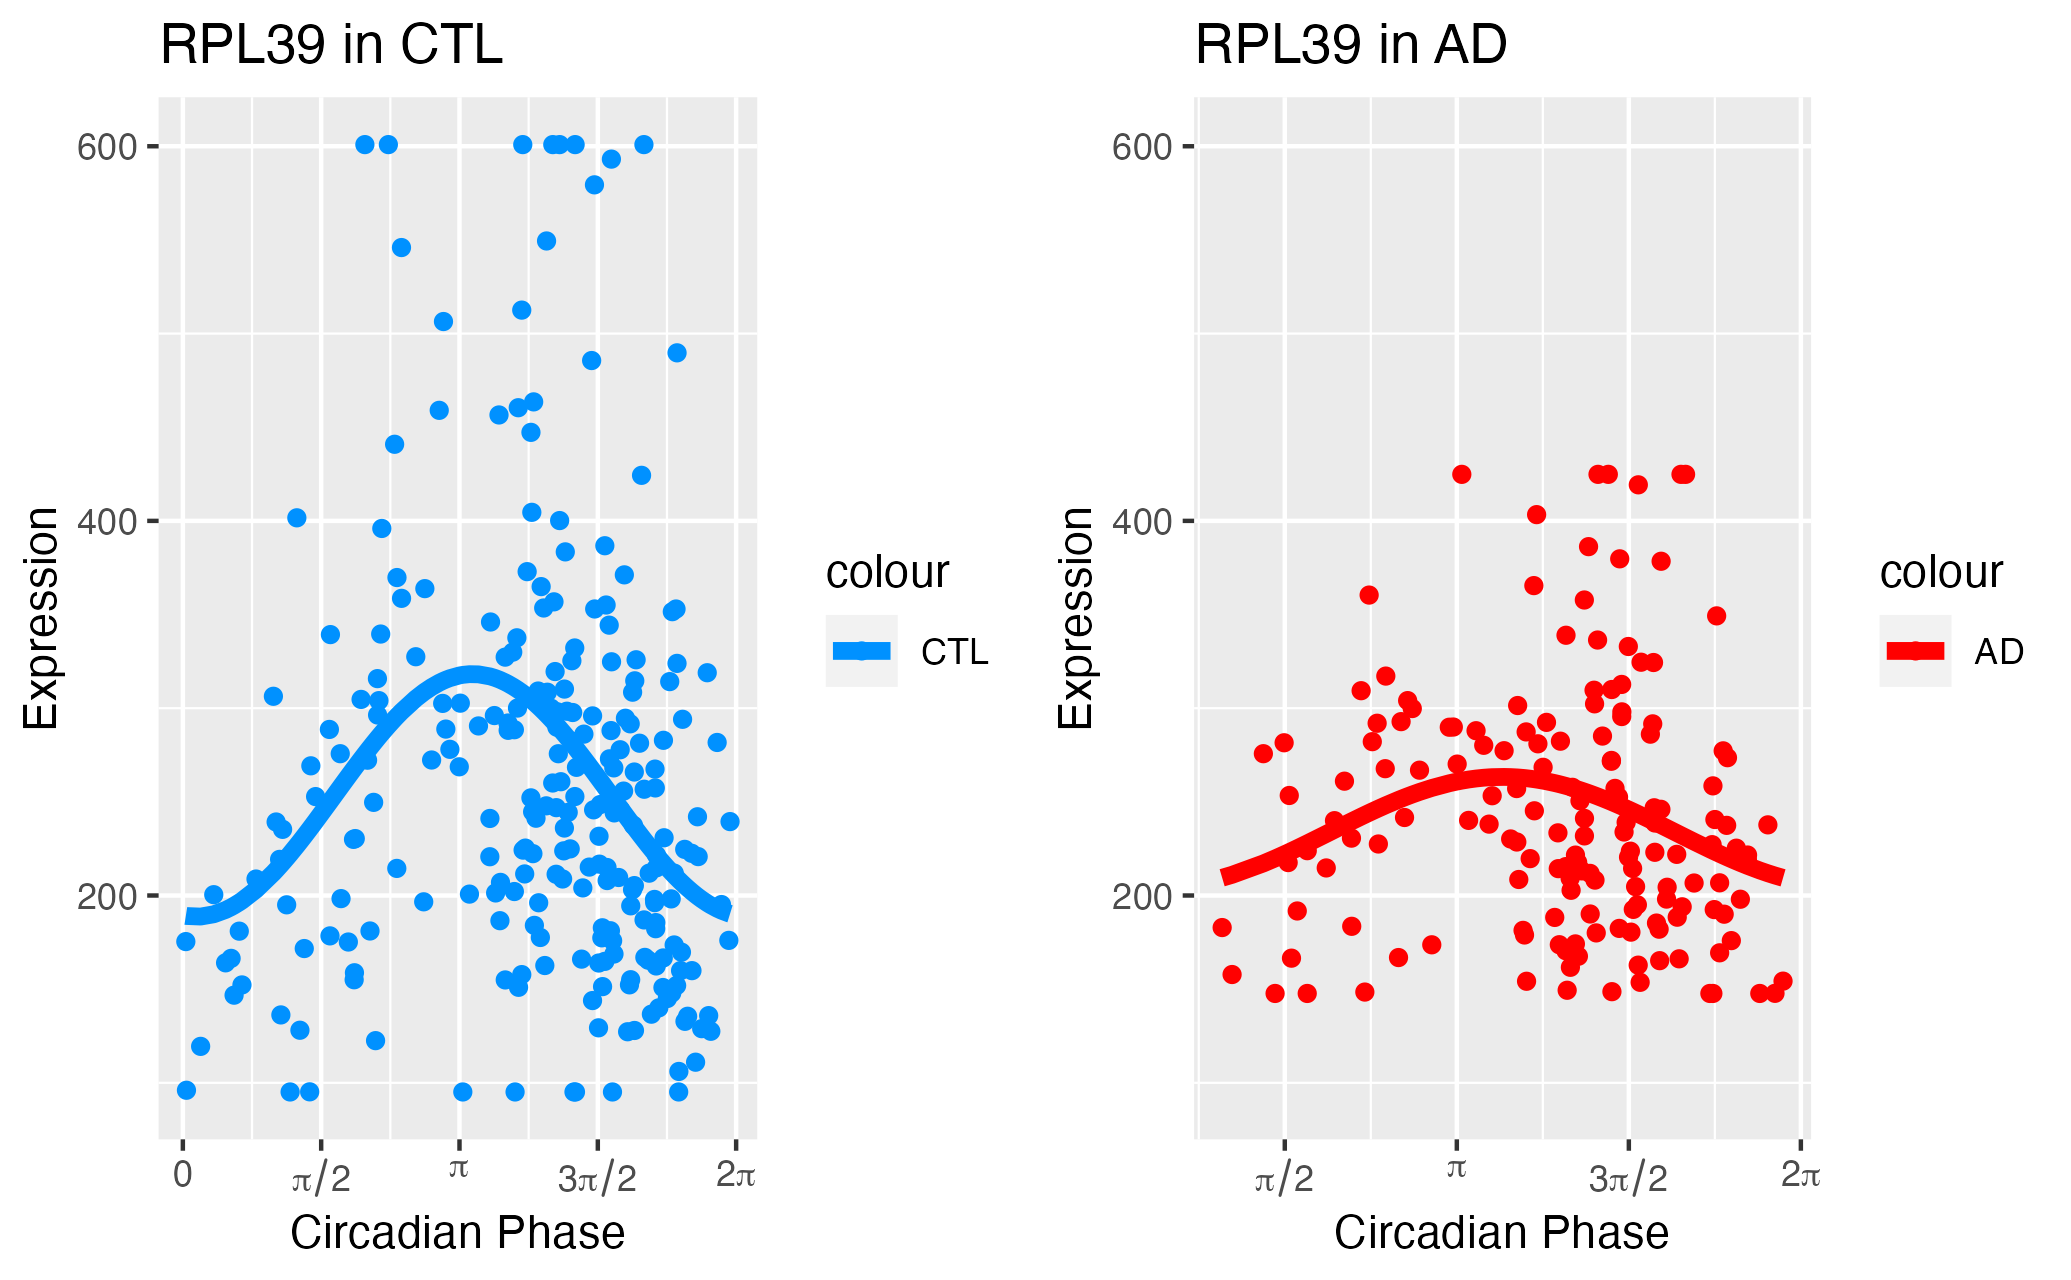 RPL39 in CTL
600
400
200
Expression
0 π/2 π 3π/2 2π
Circadian Phase
colour
CTL
RPL39 in AD
600
400
200
Expression
π/2 π 3π/2 2π
Circadian Phase
colour
AD